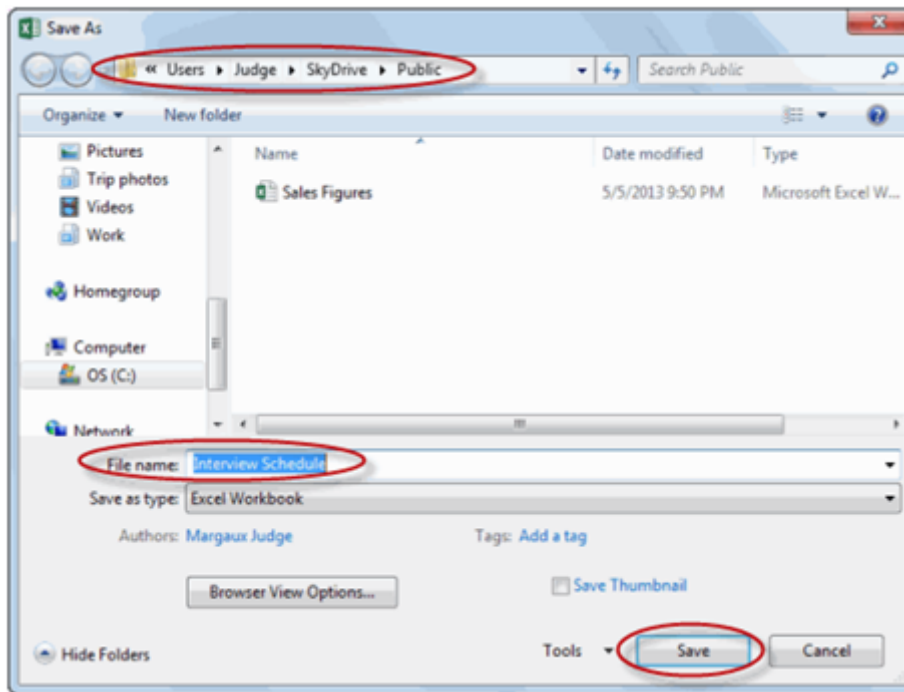 Save As
« Users ▸ Judge ▸ SkyDrive ▸ Public
Search Public
Organize
New folder
Name
Date modified
Type
Pictures
Trip photos
Videos
Work
Sales Figures
5/5/2013 9:50 PM
Microsoft Excel W...
Homegroup
Computer
OS (C:)
Network
File name: Interview Schedule
Save as type: Excel Workbook
Authors: Margaux Judge
Tags: Add a tag
Browser View Options...
Save Thumbnail
Hide Folders
Tools
Save
Cancel